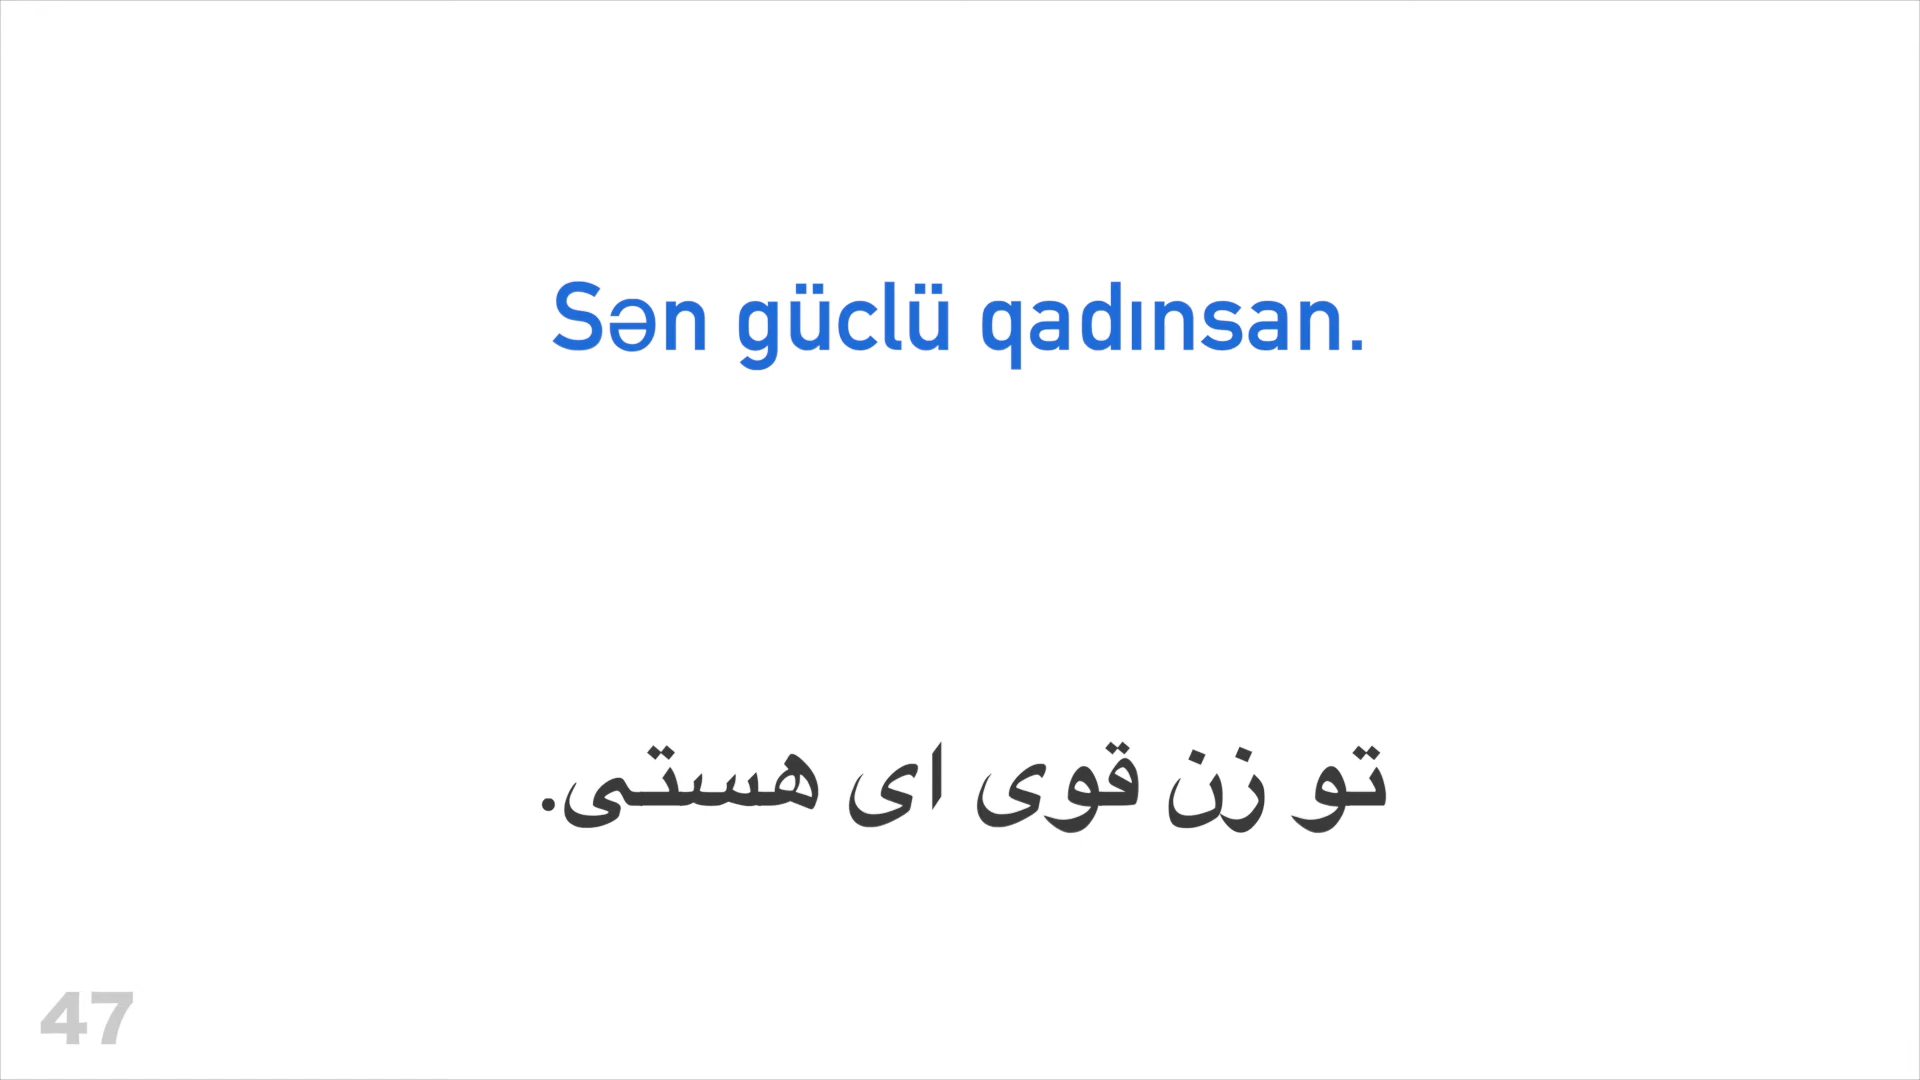 Sən güclü qadınsan.
تو زن قوی ای هستی.
47